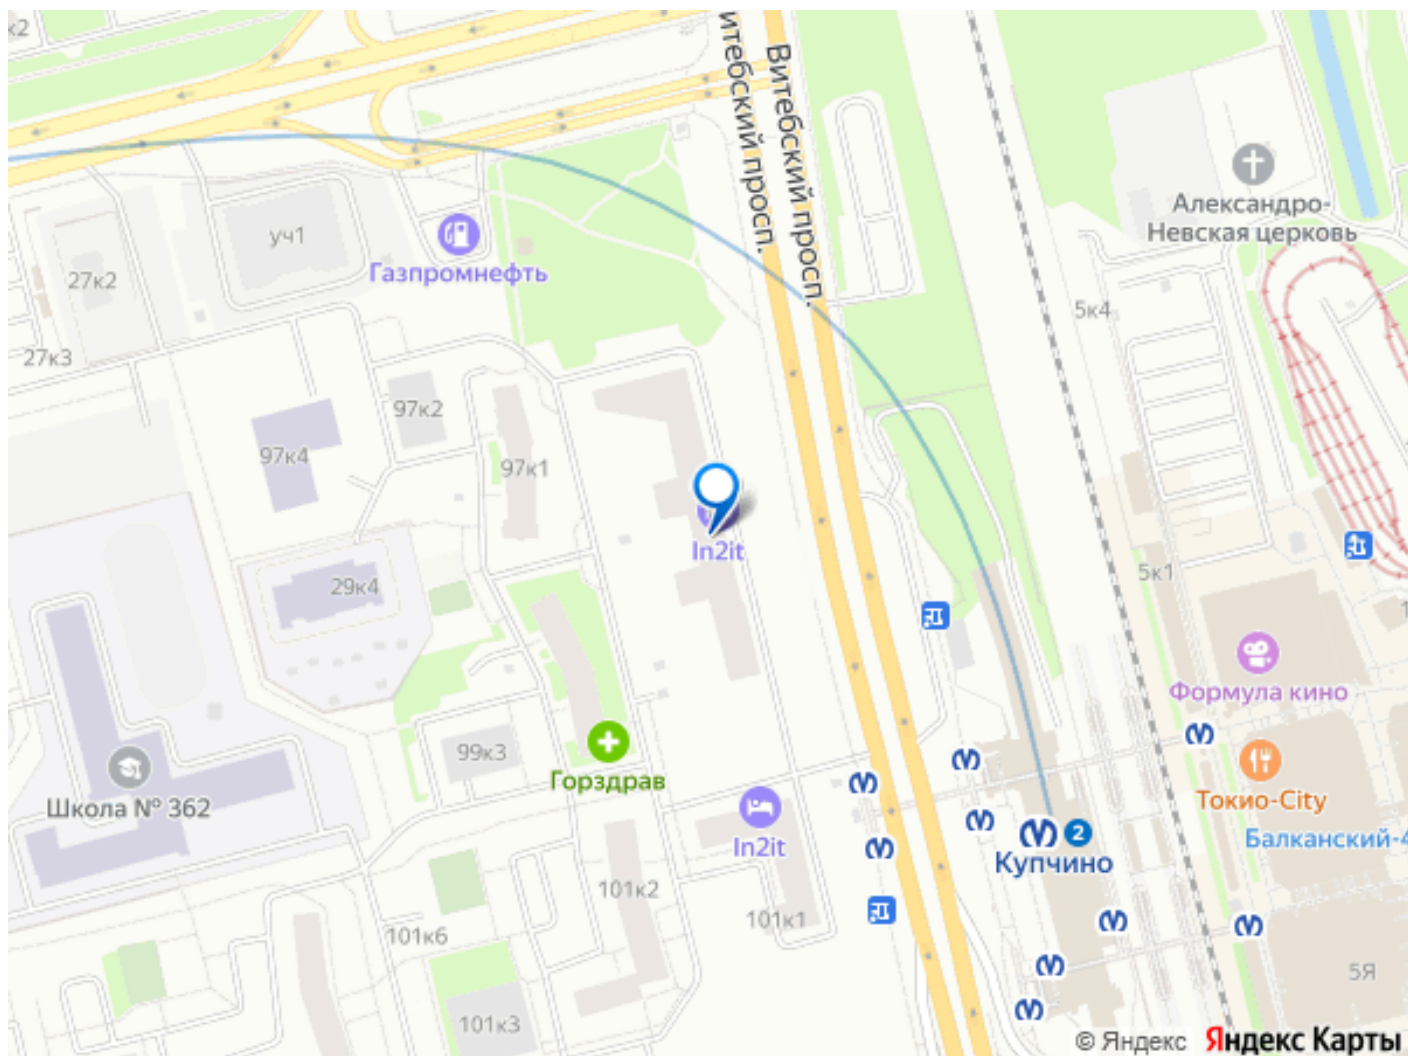 к2
Витебский просп.
итебский просп.
Александро-
Невская церковь
уч1
Газпромнефть
27к2
27к3
5к4
97к2
97к4
97к1
In2it
5к1
29к4
Формула кино
99к3
Горздрав
Школа № 362
In2it
Токио-City
2
Купчино
Балканский-4
101к2
101к1
101к6
5Я
101к3
© Яндекс Яндекс Карты